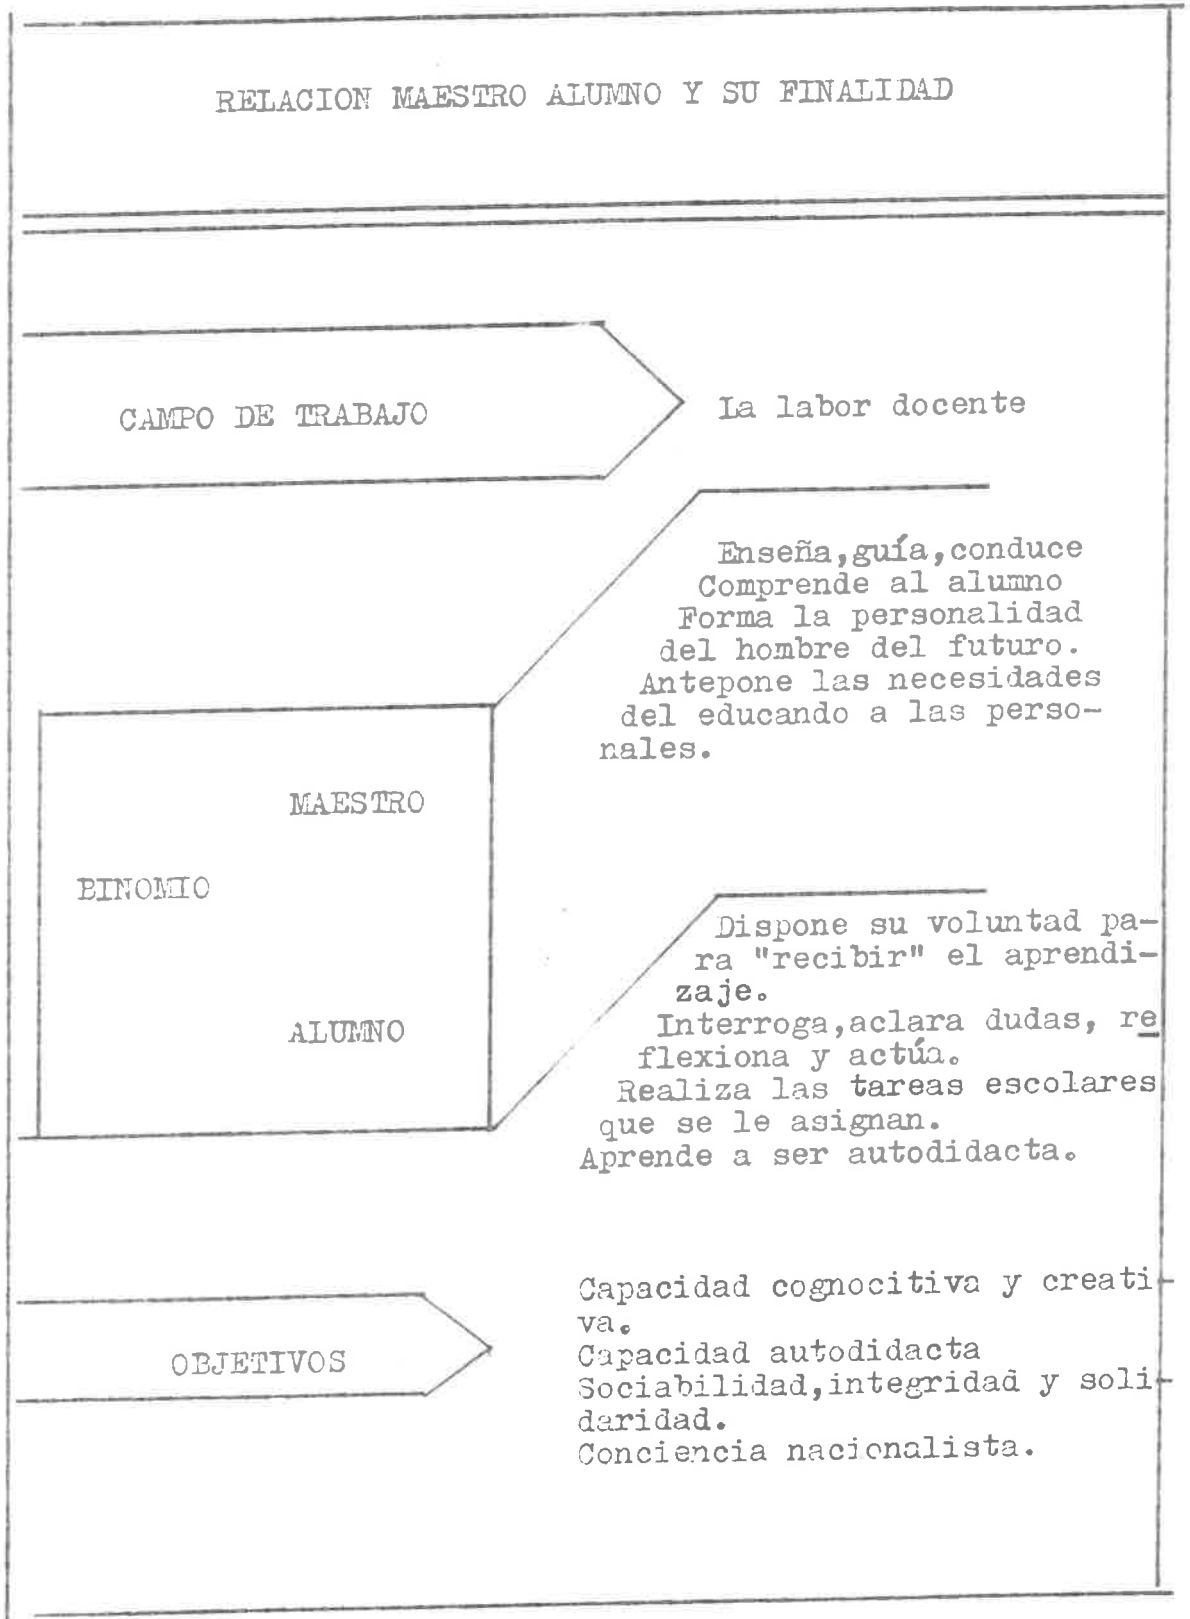 RELACION MAESTRO ALUMNO Y SU FINALIDAD
CAMPO DE TRABAJO
La labor docente
Enseña,guía,conduce
Comprende al alumno
Forma la personalidad
del hombre del futuro.
Antepone las necesidades
del educando a las perso-
nales.
MAESTRO
BINOMIO
ALUMNO
Dispone su voluntad pa-
ra "recibir" el aprendi-
zaje.
Interroga,aclara dudas, re
flexiona y actúa.
Realiza las tareas escolares
que se le asignan.
Aprende a ser autodidacta.
OBJETIVOS
Capacidad cognocitiva y creati-
va.
Capacidad autodidacta
Sociabilidad,integridad y soli-
daridad.
Conciencia nacionalista.